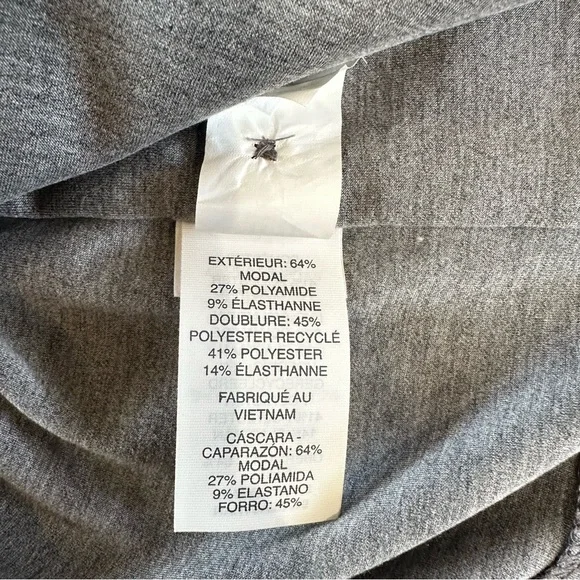 EXTÉRIEUR: 64%
MODAL
27% POLYAMIDE
9% ÉLASTHANNE
DOUBLURE: 45%
POLYESTER RECYCLÉ
41% POLYESTER
14% ÉLASTHANNE
FABRIQUÉ AU
VIETNAM
CÁSCARA -
CAPARAZÓN: 64%
MODAL
27% POLIAMIDA
9% ELASTANO
FORRO: 45%